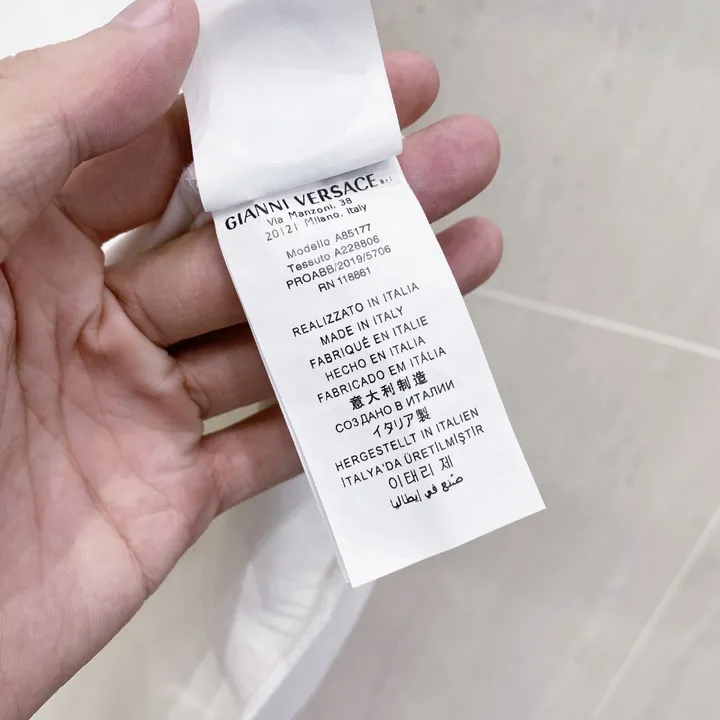 GIANNI VERSACE S.r.l
Via Manzoni, 38
20121 Milano, Italy
Modello A85177
Tessuto A228806
PROABB/2019/5706
RN 118861
REALIZZATO IN ITALIA
MADE IN ITALY
FABRIQUÉ EN ITALIE
HECHO EN ITALIA
FABRICADO EM ITÁLIA
意大利制造
СОЗДАНО В ИТАЛИИ
イタリア製
HERGESTELLT IN ITALIEN
İTALYA'DA ÜRETİLMİŞTİR
이태리 제
صنع في إيطاليا